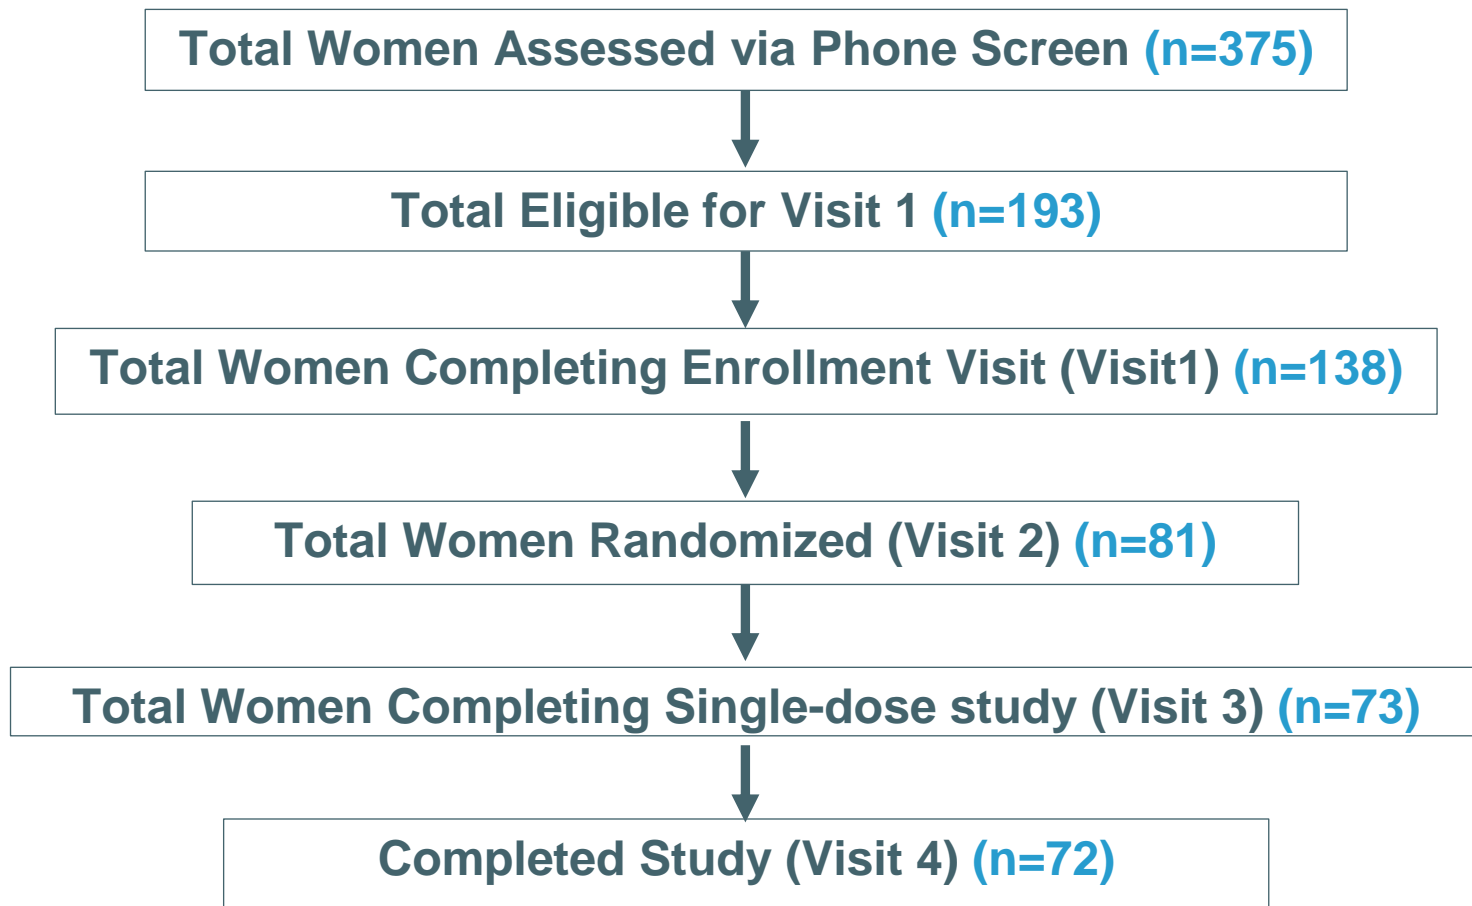 Total Women Assessed via Phone Screen (n=375)
Total Eligible for Visit 1 (n=193)
Total Women Completing Enrollment Visit (Visit1) (n=138)
Total Women Randomized (Visit 2) (n=81)
Total Women Completing Single-dose study (Visit 3) (n=73)
Completed Study (Visit 4) (n=72)